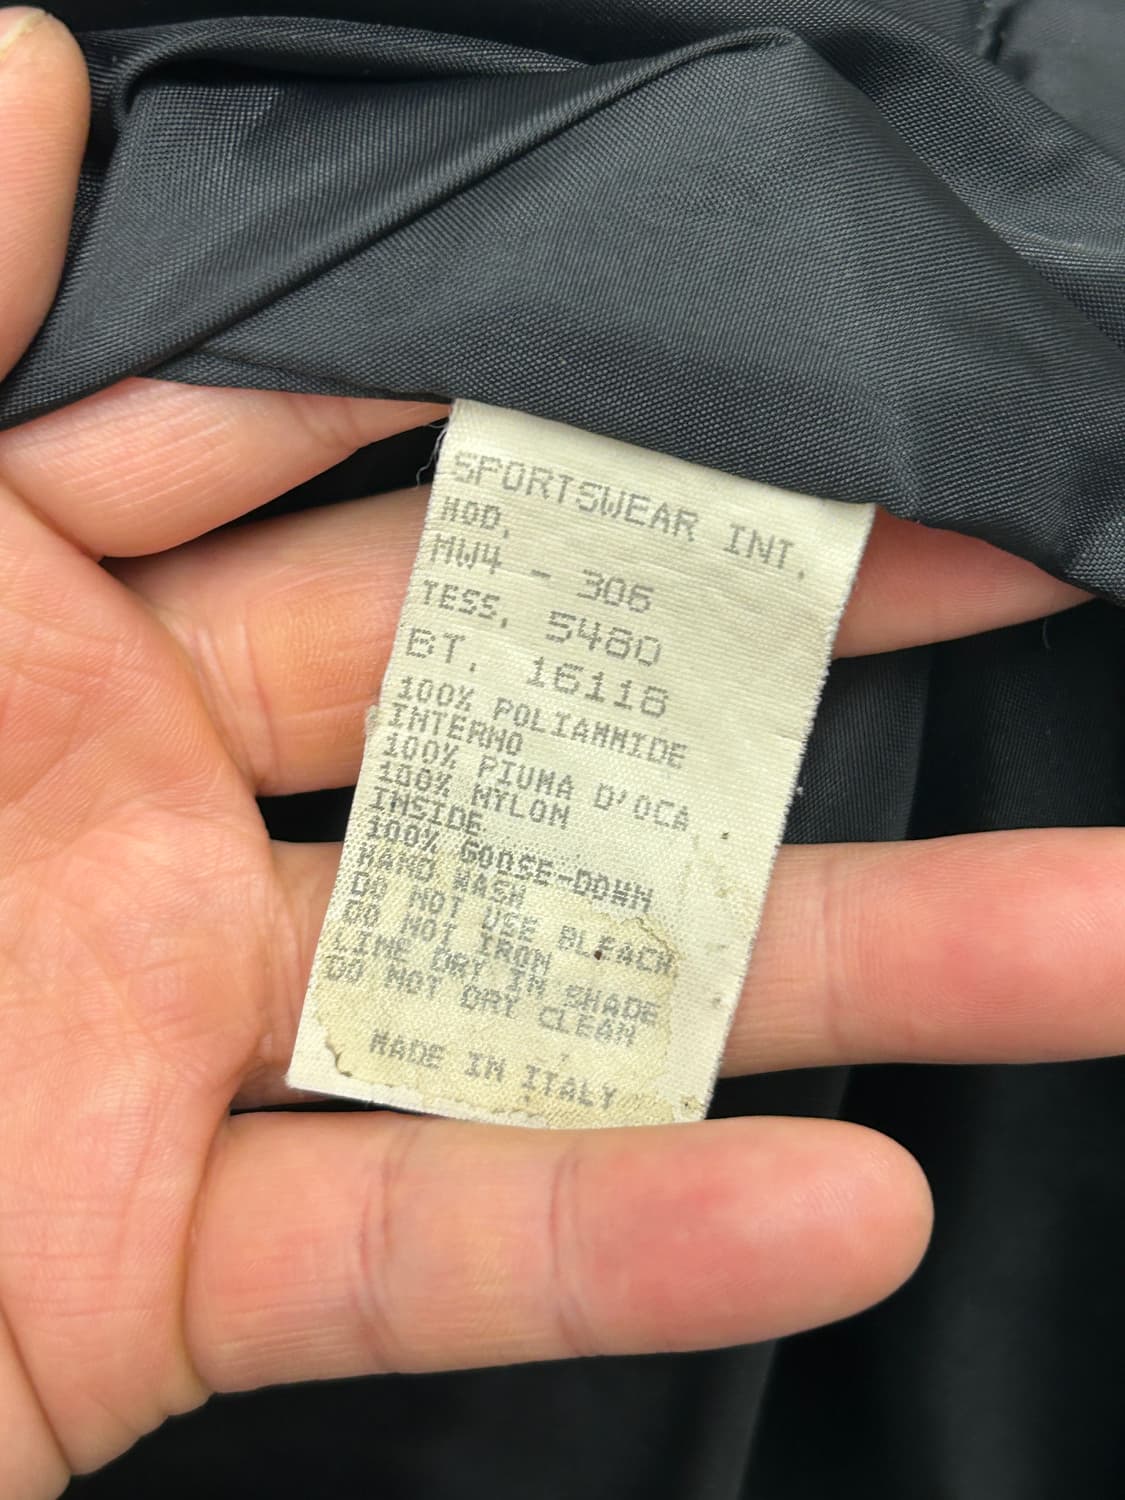 SPORTSWEAR INT.
MOD.
MW4 - 306
TESS. 5480
BT. 16118
100% POLIAMMIDE
INTERNO
100% PIUMA D'OCA
100% NYLON
INSIDE
100% GOOSE-DOWN
HAND WASH
DO NOT USE BLEACH
DO NOT IRON
LINE DRY IN SHADE
DO NOT DRY CLEAN
MADE IN ITALY